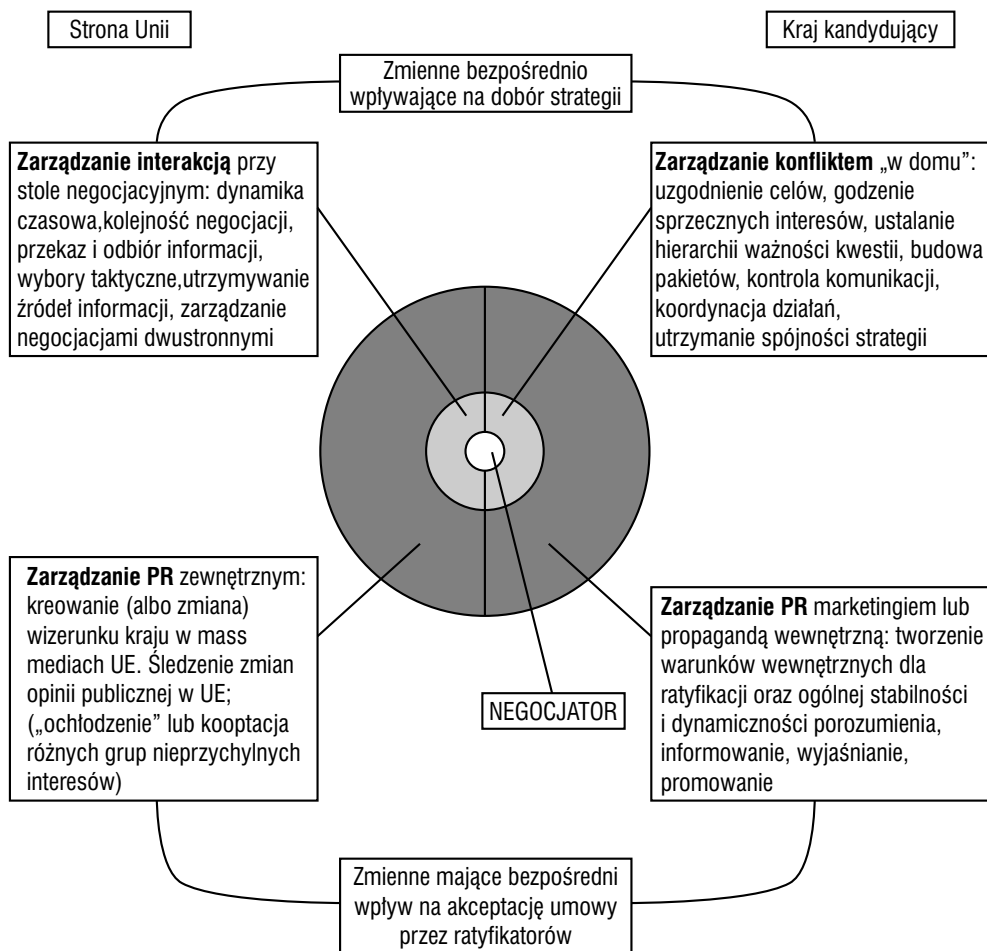 Strona Unii
Kraj kandydujący
Zmienne bezpośrednio
wpływające na dobór strategii
Zarządzanie interakcją przy
stole negocjacyjnym: dynamika
czasowa,kolejność negocjacji,
przekaz i odbiór informacji,
wybory taktyczne,utrzymywanie
źródeł informacji, zarządzanie
negocjacjami dwustronnymi
Zarządzanie konfliktem „w domu”:
uzgodnienie celów, godzenie
sprzecznych interesów, ustalanie
hierarchii ważności kwestii, budowa
pakietów, kontrola komunikacji,
koordynacja działań,
utrzymanie spójności strategii
Zarządzanie PR zewnętrznym:
kreowanie (albo zmiana)
wizerunku kraju w mass
mediach UE. Śledzenie zmian
opinii publicznej w UE;
(„ochłodzenie” lub kooptacja
różnych grup nieprzychylnych
interesów)
Zarządzanie PR marketingiem lub
propagandą wewnętrzną: tworzenie
warunków wewnętrznych dla
ratyfikacji oraz ogólnej stabilności
i dynamiczności porozumienia,
informowanie, wyjaśnianie,
promowanie
NEGOCJATOR
Zmienne mające bezpośredni
wpływ na akceptację umowy
przez ratyfikatorów